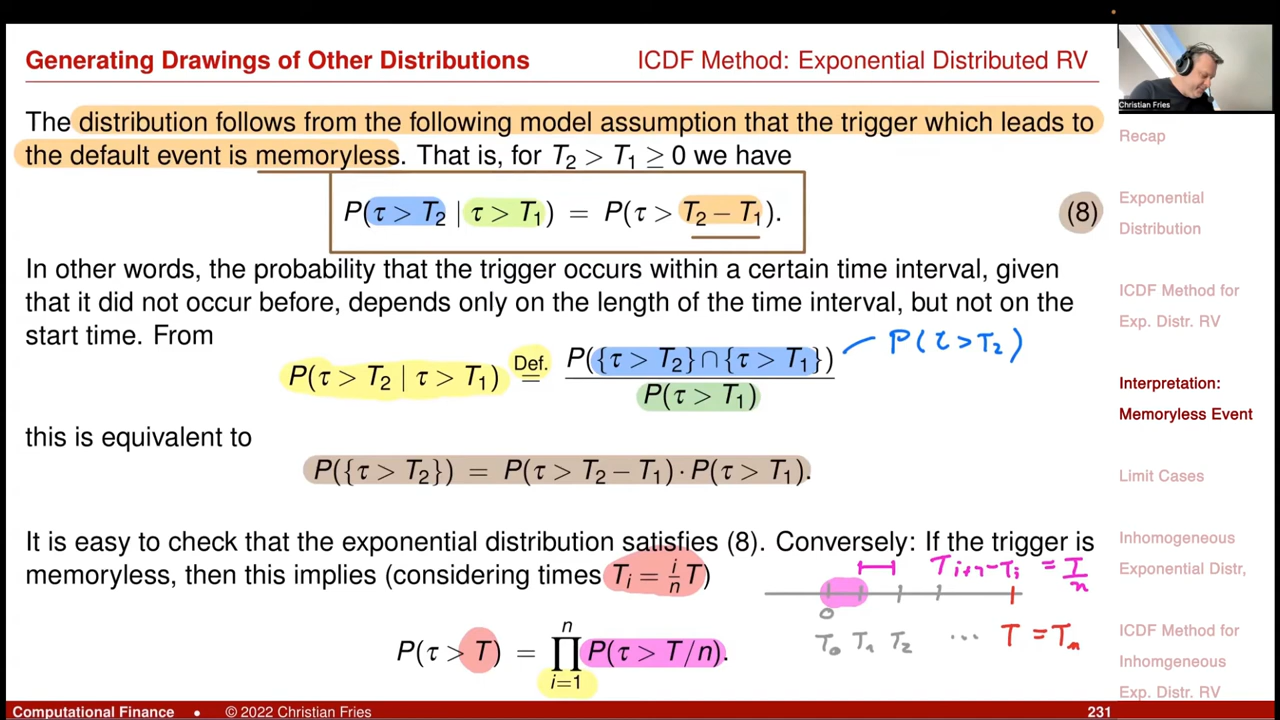 Generating Drawings of Other Distributions
ICDF Method: Exponential Distributed RV
The distribution follows from the following model assumption that the trigger which leads to
the default event is memoryless. That is, for T₂ > T₁ ≥ 0 we have
P(τ > T₂ | τ > T₁) = P(τ > T₂ − T₁). (8)
In other words, the probability that the trigger occurs within a certain time interval, given
that it did not occur before, depends only on the length of the time interval, but not on the
start time. From
P(τ > T₂ | τ > T₁) Def. = P({τ > T₂} ∩ {τ > T₁}) / P(τ > T₁)
P(τ > T₂)
this is equivalent to
P({τ > T₂}) = P(τ > T₂ − T₁) · P(τ > T₁).
It is easy to check that the exponential distribution satisfies (8). Conversely: If the trigger is
memoryless, then this implies (considering times Tᵢ = i/n T)
Tᵢ₊₁ − Tᵢ = T/n
0
T₀ T₁ T₂ ... T = Tₙ
P(τ > T) = ∏ i=1 n P(τ > T/n).
Christian Fries
Recap
Exponential
Distribution
ICDF Method for
Exp. Distr. RV
Interpretation:
Memoryless Event
Limit Cases
Inhomogeneous
Exponential Distr,
ICDF Method for
Inhomgeneous
Exp. Distr. RV
Computational Finance • © 2022 Christian Fries
231